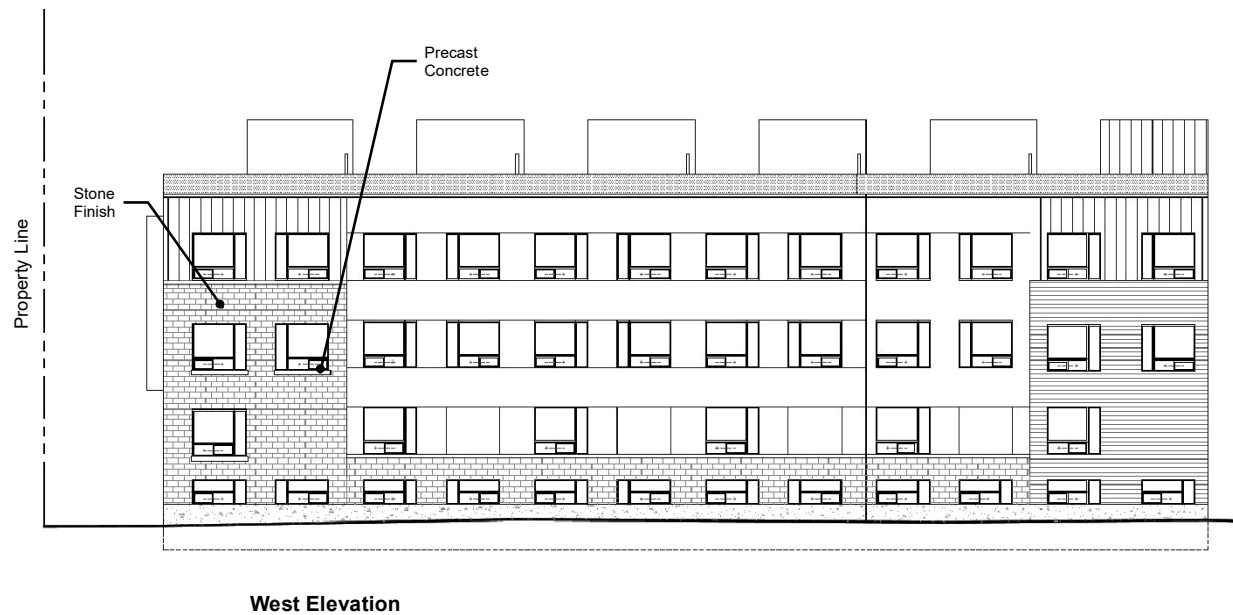 Precast
Concrete
Stone
Finish
Property Line
West Elevation